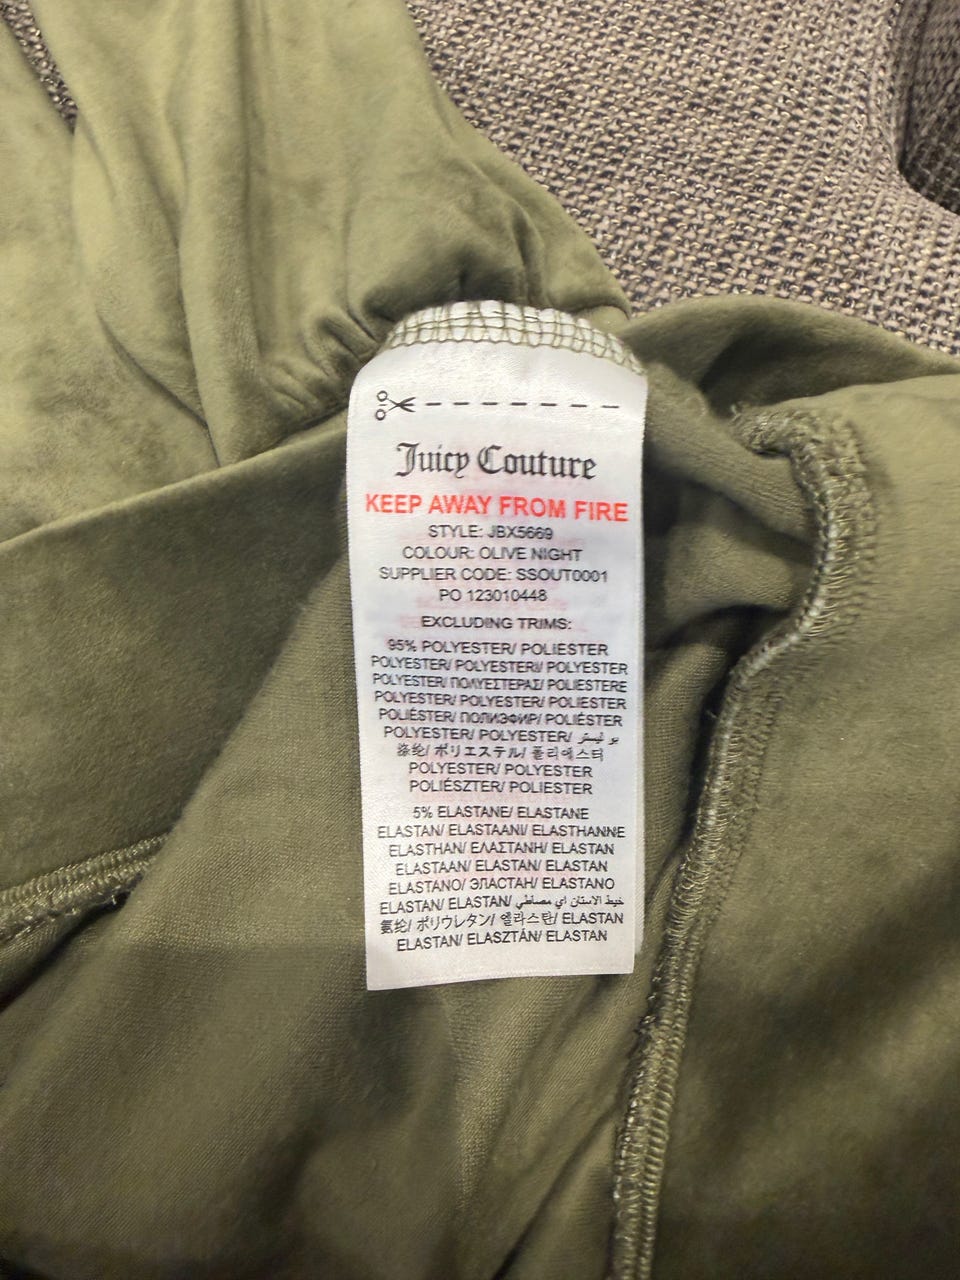 Juicy Couture
KEEP AWAY FROM FIRE
STYLE: JBX5669
COLOUR: OLIVE NIGHT
SUPPLIER CODE: SSOUT0001
PO 123010448
EXCLUDING TRIMS:
95% POLYESTER/ POLIESTER
POLYESTER/ POLYESTERI/ POLYESTER
POLYESTER/ ΠΟΛΥΕΣΤΕΡΑΣ/ POLIESTERE
POLYESTER/ POLYESTER/ POLIESTER
POLIÉSTER/ ПОЛИЭФИР/ POLIÉSTER
POLYESTER/ POLYESTER/ بو ليستر
涤纶/ ポリエステル/ 폴리에스터
POLYESTER/ POLYESTER
POLIÉSZTER/ POLIESTER
5% ELASTANE/ ELASTANE
ELASTAN/ ELASTAANI/ ELASTHANNE
ELASTHAN/ ΕΛΑΣΤΑΝΗ/ ELASTAN
ELASTAAN/ ELASTAN/ ELASTAN
ELASTANO/ ЭЛАСТАН/ ELASTANO
ELASTAN/ ELASTAN/ خيط الاستان اي مصاطي
氨纶/ ポリウレタン/ 엘라스탄/ ELASTAN
ELASTAN/ ELASZTÁN/ ELASTAN